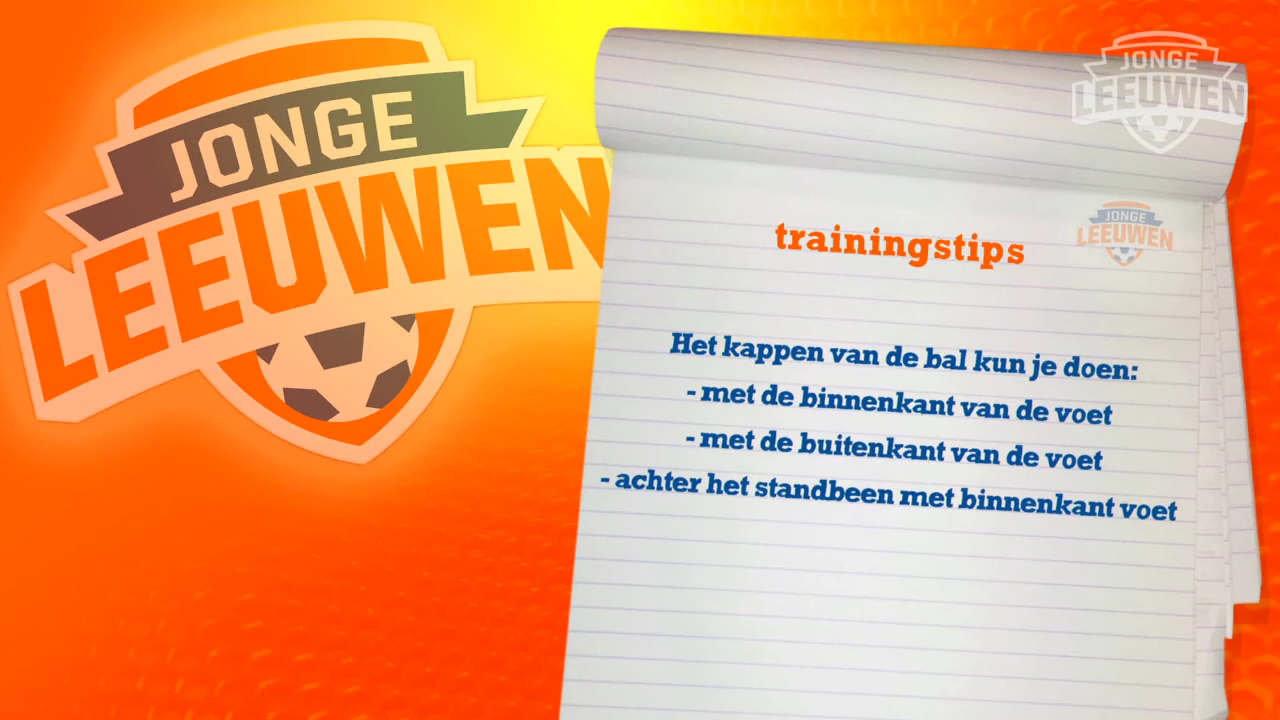 JONGE
LEEUWEN
JONGE
LEEUWEN
JONGE
LEEUWEN
trainingstips
Het kappen van de bal kun je doen:
- met de binnenkant van de voet
- met de buitenkant van de voet
- achter het standbeen met binnenkant voet